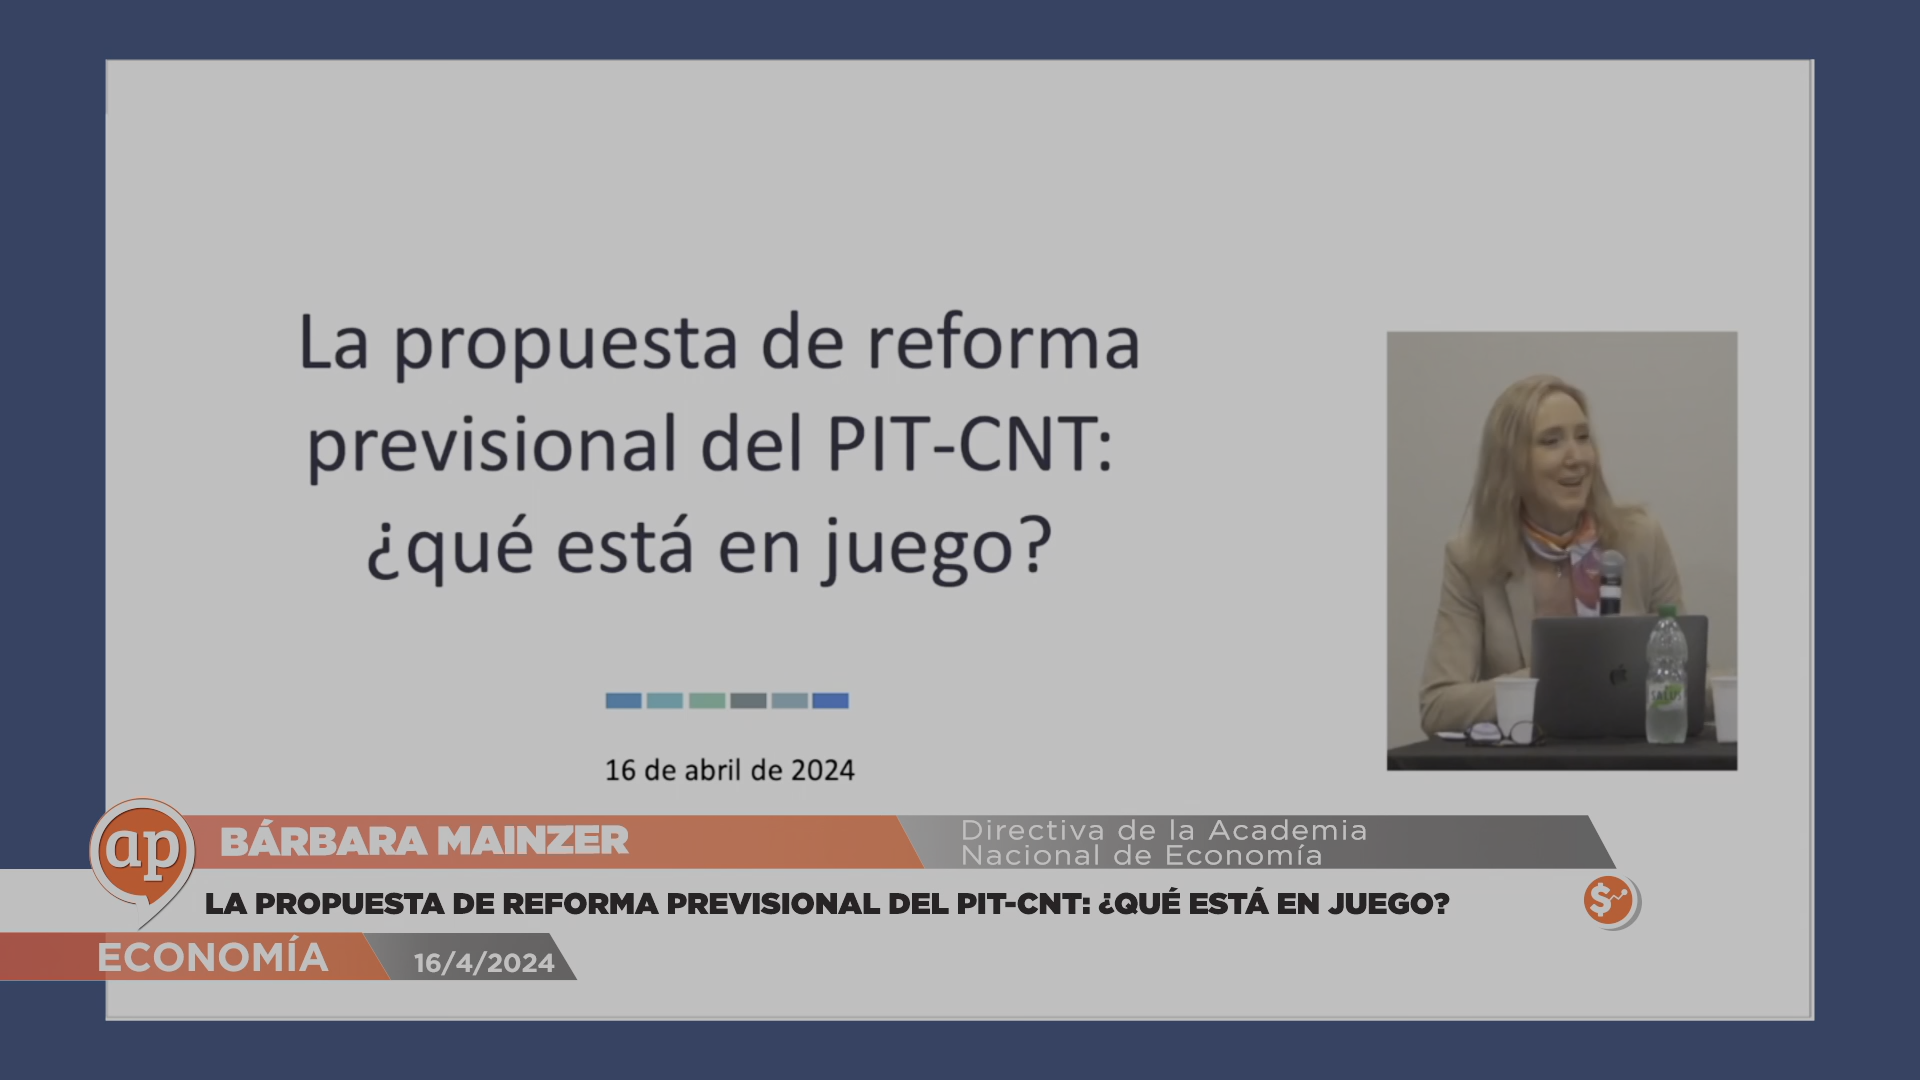 La propuesta de reforma
previsional del PIT-CNT:
¿qué está en juego?
16 de abril de 2024
ap
BÁRBARA MAINZER
Directiva de la Academia
Nacional de Economía
LA PROPUESTA DE REFORMA PREVISIONAL DEL PIT-CNT: ¿QUÉ ESTÁ EN JUEGO?
$
ECONOMÍA
16/4/2024